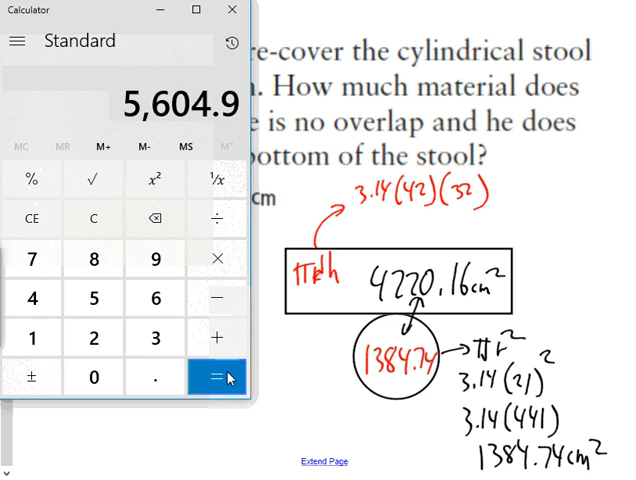 Calculator
Standard
re-cover the cylindrical stool
5,604.9
. How much material does
MC MR M+ M- MS M˅
e is no overlap and he does
% √ x² ¹/x
bottom of the stool?
3.14(42)(32)
cm
CE C ÷
7 8 9 ×
πdh 4220.16cm²
4 5 6 −
1 2 3 +
1384.74 πr²
3.14(21)²
± 0 . =
3.14(441)
1384.74cm²
Extend Page